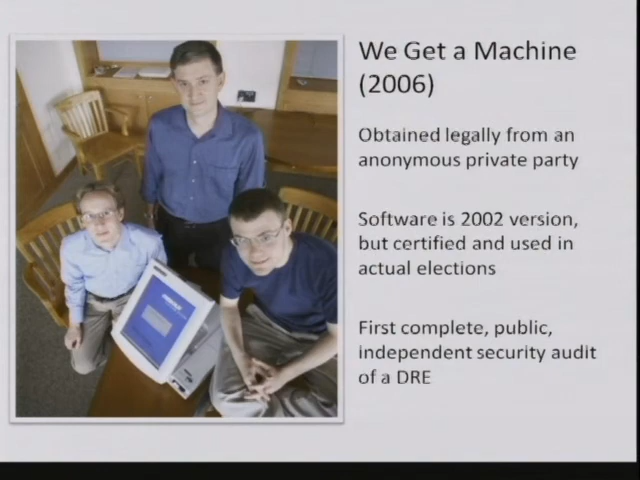 We Get a Machine
(2006)
Obtained legally from an
anonymous private party
Software is 2002 version,
but certified and used in
actual elections
First complete, public,
independent security audit
of a DRE